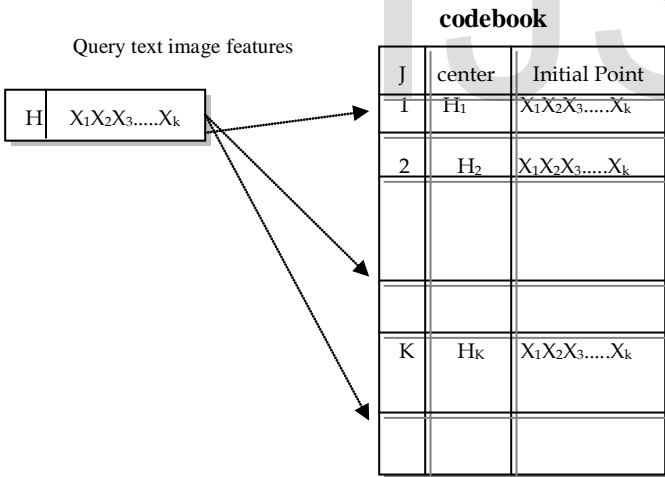 codebook
Query text image features
J center Initial Point
H X₁X₂X₃.....Xₖ
1 H₁ X₁X₂X₃.....Xₖ
2 H₂ X₁X₂X₃.....Xₖ
K H_K X₁X₂X₃.....Xₖ